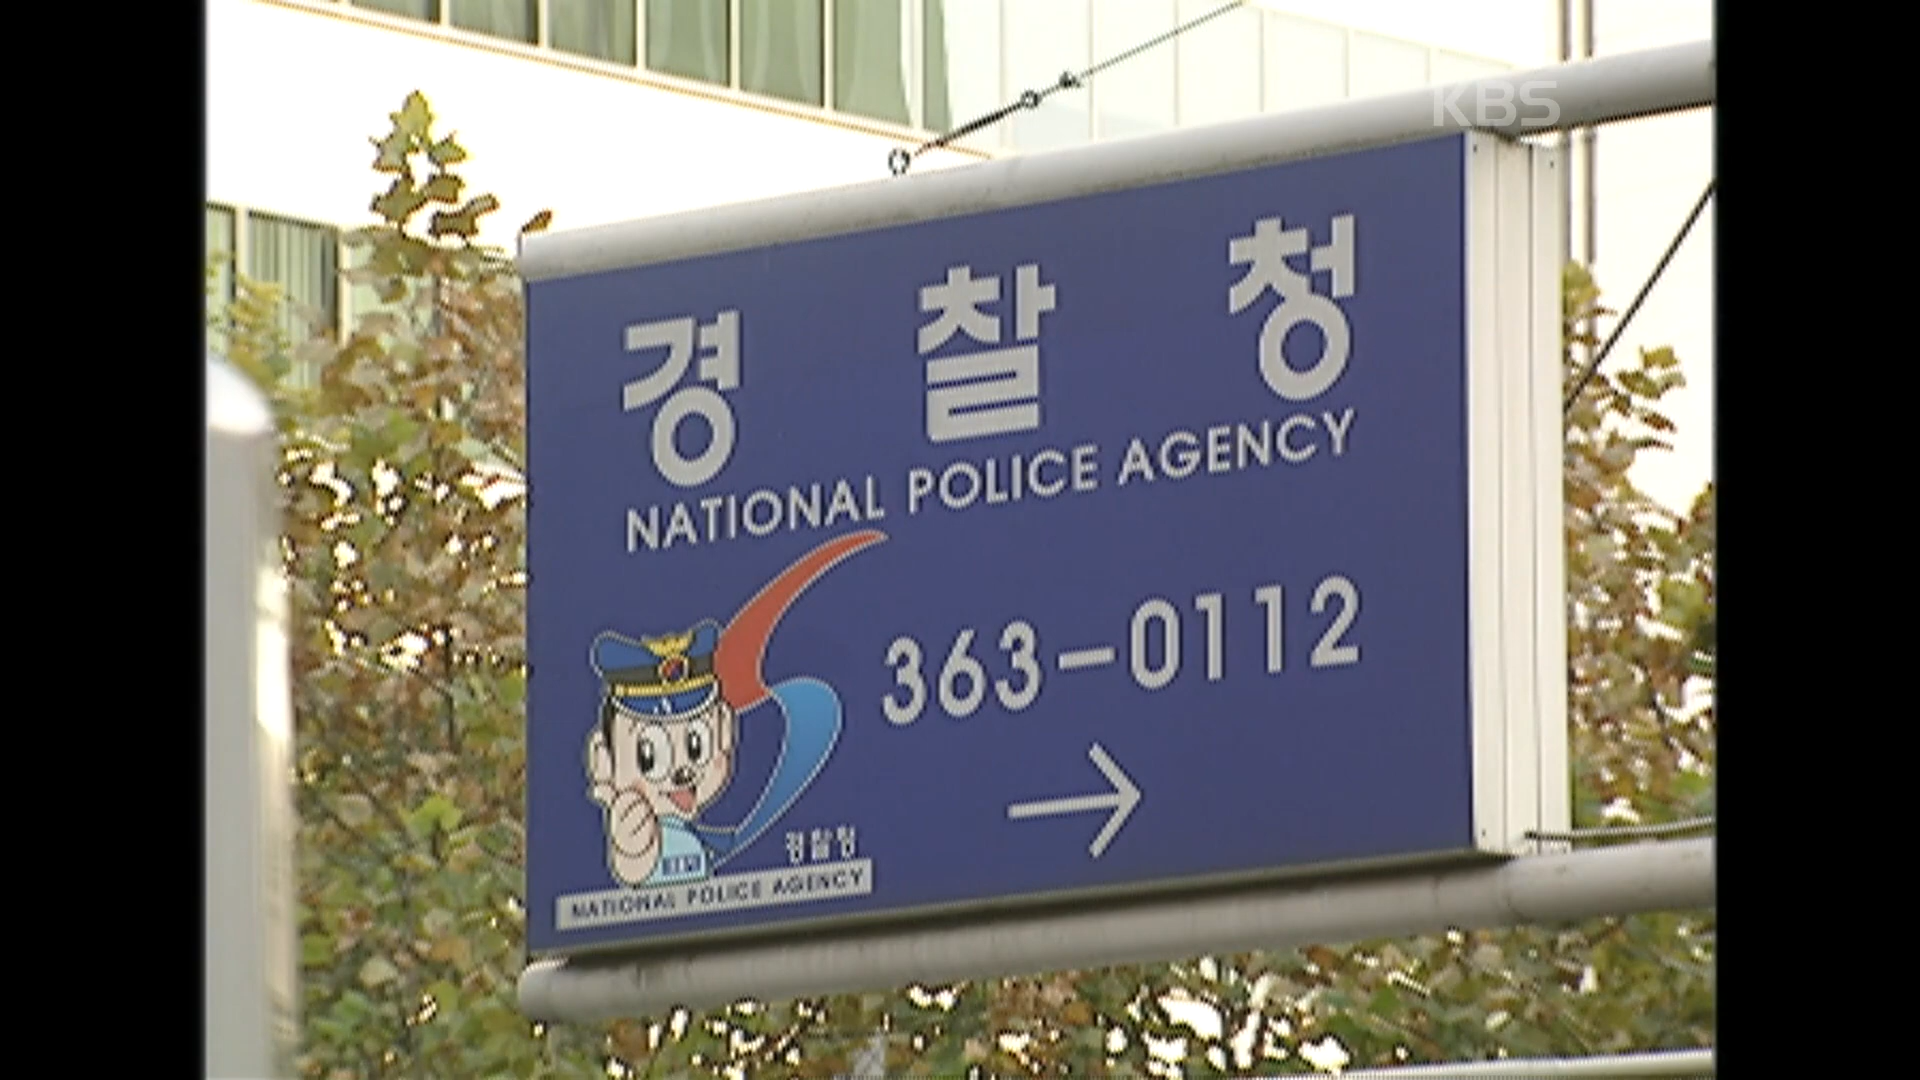 KBS
경찰청
NATIONAL POLICE AGENCY
363-0112
경찰청
NATIONAL POLICE AGENCY